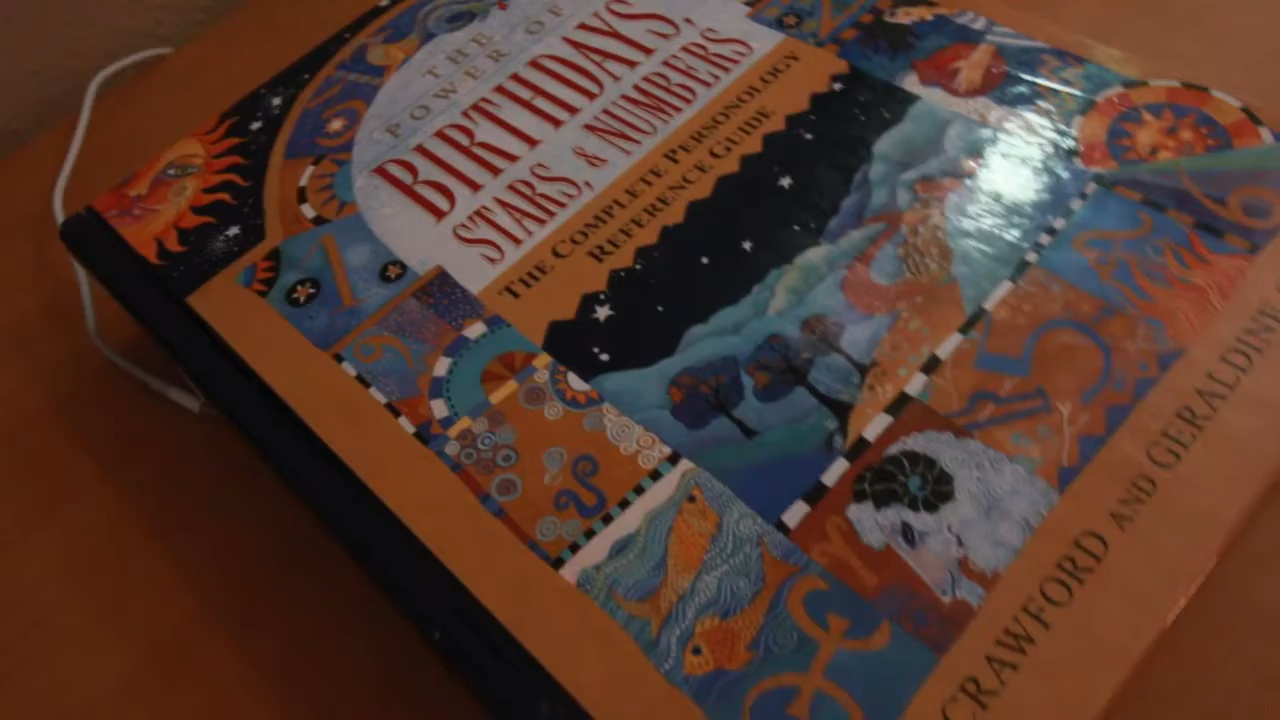 THE
POWER OF
BIRTHDAYS,
STARS, & NUMBERS
THE COMPLETE PERSONOLOGY
REFERENCE GUIDE
CRAWFORD AND GERALDINE